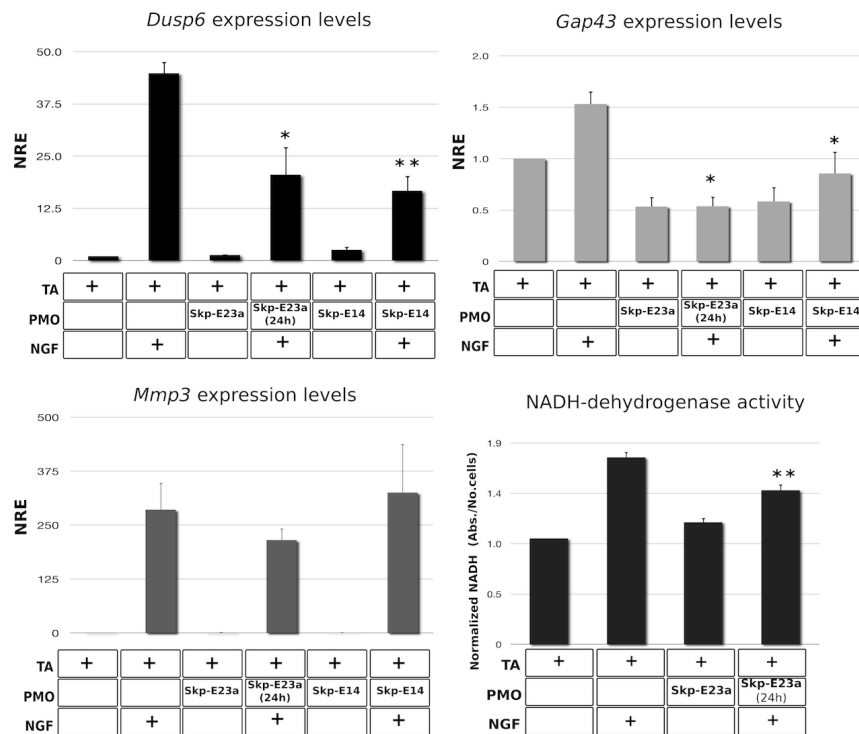 Dusp6 expression levels
50.0
37.5
25.0
12.5
0
NRE
*
**
TA + + + + + +
PMO Skp-E23a Skp-E23a (24h) Skp-E14 Skp-E14
NGF + + +
Gap43 expression levels
2.0
1.5
1.0
0.5
0
NRE
*
*
TA + + + + + +
PMO Skp-E23a Skp-E23a (24h) Skp-E14 Skp-E14
NGF + + +
Mmp3 expression levels
500
375
250
125
0
NRE
TA + + + + + +
PMO Skp-E23a Skp-E23a (24h) Skp-E14 Skp-E14
NGF + + +
NADH-dehydrogenase activity
1.9
1.4
1.0
0.5
0
Normalized NADH (Abs./No.cells)
**
TA + + + +
PMO Skp-E23a Skp-E23a (24h)
NGF + +